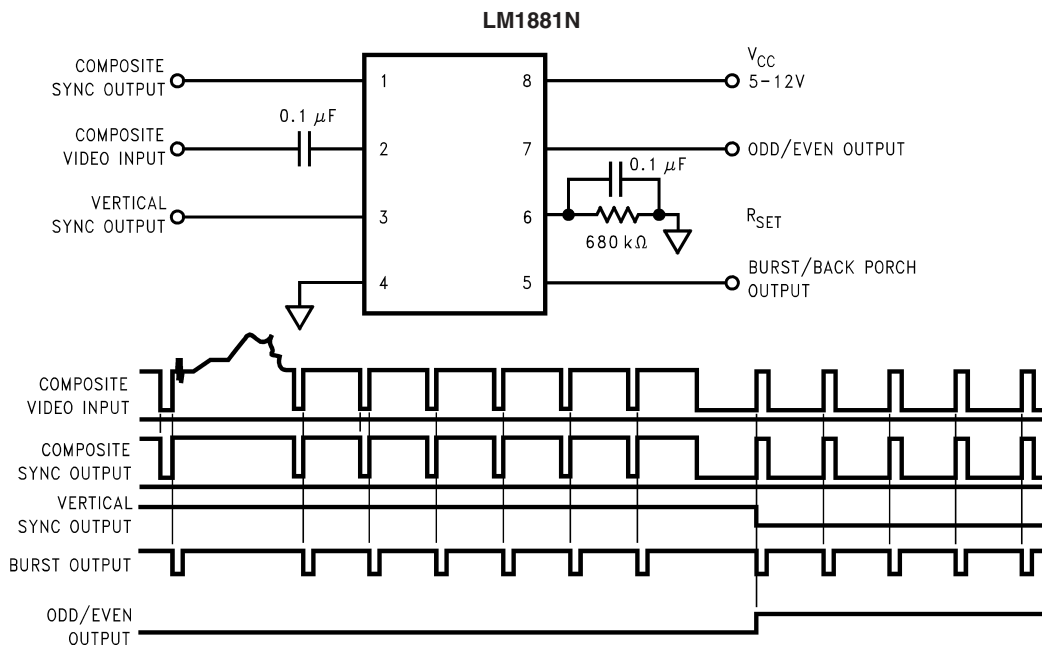 LM1881N
COMPOSITE
SYNC OUTPUT
1
8
V_CC
5–12V
0.1 μF
COMPOSITE
VIDEO INPUT
2
7
ODD/EVEN OUTPUT
0.1 μF
VERTICAL
SYNC OUTPUT
3
6
R_SET
680 kΩ
4
5
BURST/BACK PORCH
OUTPUT
COMPOSITE
VIDEO INPUT
COMPOSITE
SYNC OUTPUT
VERTICAL
SYNC OUTPUT
BURST OUTPUT
ODD/EVEN
OUTPUT